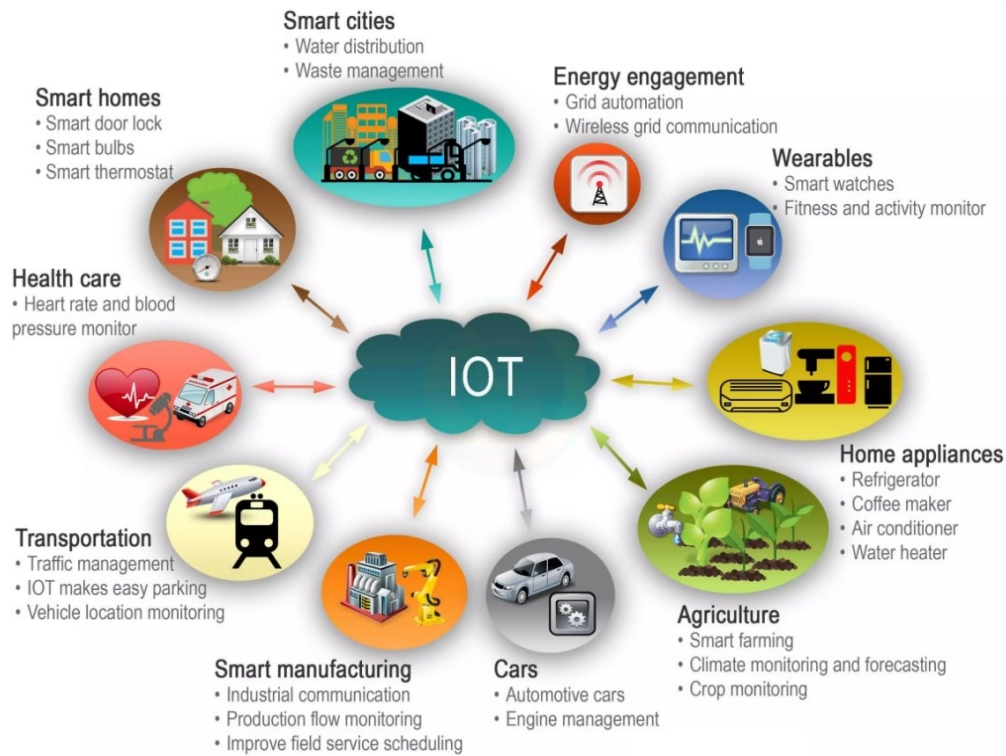 Smart cities
• Water distribution
• Waste management
Energy engagement
• Grid automation
• Wireless grid communication
Smart homes
• Smart door lock
• Smart bulbs
• Smart thermostat
Wearables
• Smart watches
• Fitness and activity monitor
Health care
• Heart rate and blood
pressure monitor
IOT
Home appliances
• Refrigerator
• Coffee maker
• Air conditioner
• Water heater
Transportation
• Traffic management
• IOT makes easy parking
• Vehicle location monitoring
Agriculture
• Smart farming
• Climate monitoring and forecasting
• Crop monitoring
Smart manufacturing
• Industrial communication
• Production flow monitoring
• Improve field service scheduling
Cars
• Automotive cars
• Engine management